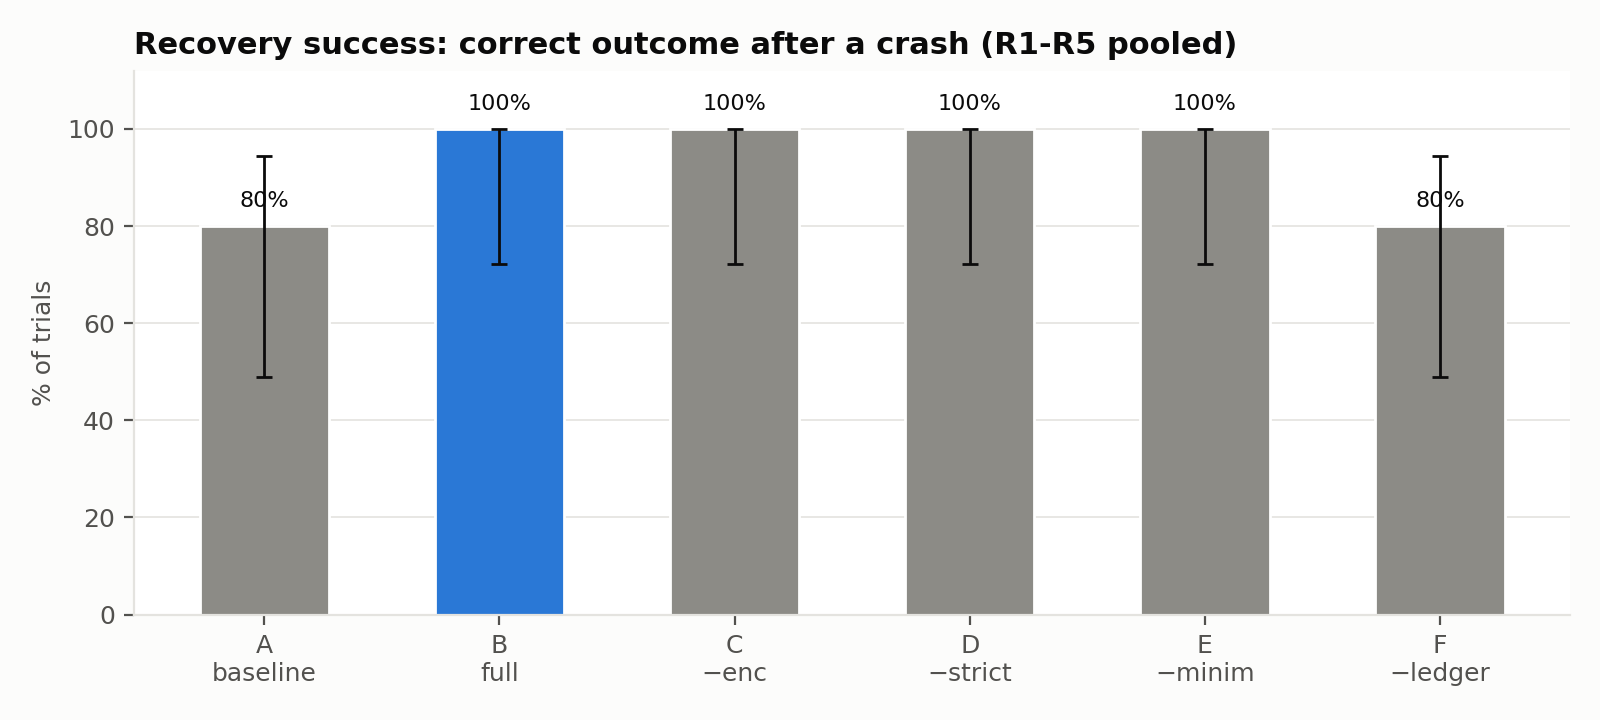 Recovery success: correct outcome after a crash (R1-R5 pooled)
100%
100%
100%
100%
80%
80%
100
80
60
40
20
0
% of trials
A
baseline
B
full
C
−enc
D
−strict
E
−minim
F
−ledger